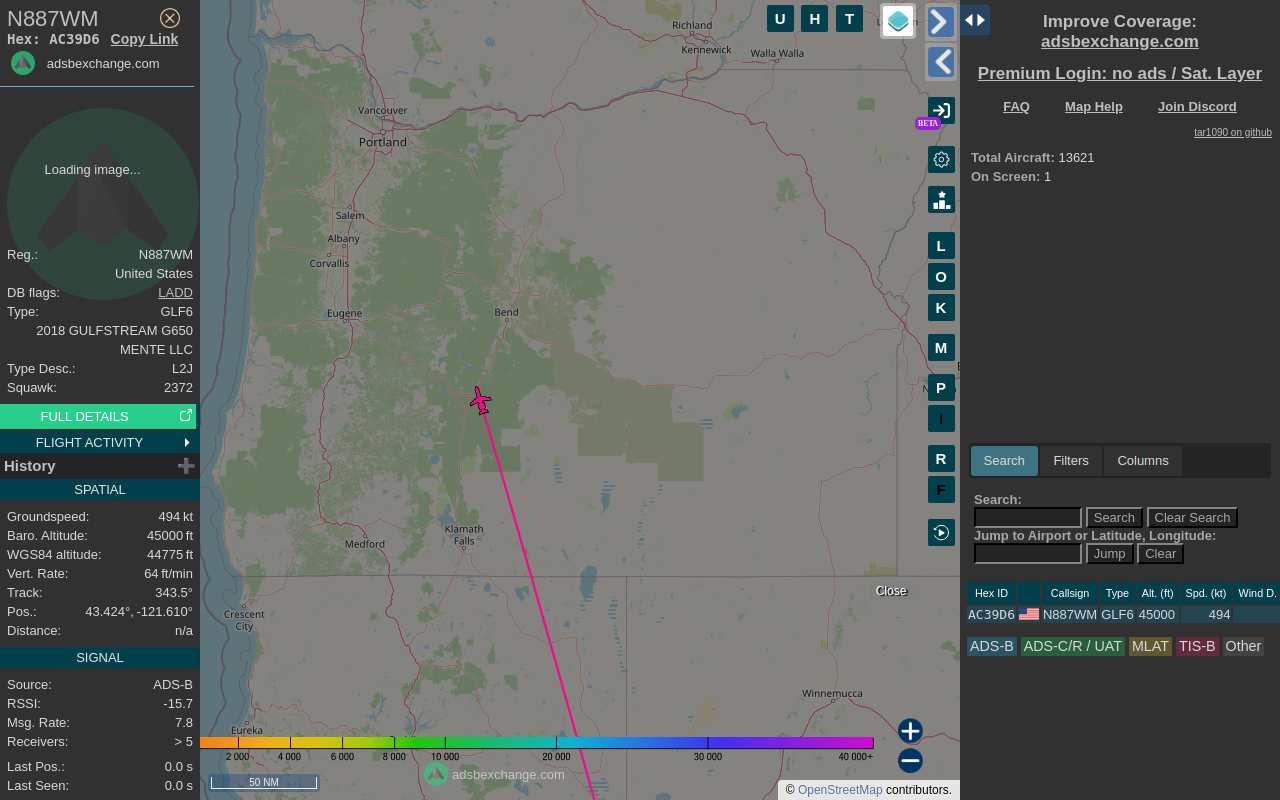 N887WM
Hex: AC39D6 Copy Link
adsbexchange.com
Loading image...
Reg.: N887WM
United States
DB flags: LADD
Type: GLF6
2018 GULFSTREAM G650
MENTE LLC
Type Desc.: L2J
Squawk: 2372
FULL DETAILS
FLIGHT ACTIVITY
History
SPATIAL
Groundspeed: 494 kt
Baro. Altitude: 45000 ft
WGS84 altitude: 44775 ft
Vert. Rate: 64 ft/min
Track: 343.5°
Pos.: 43.424°, -121.610°
Distance: n/a
SIGNAL
Source: ADS-B
RSSI: -15.7
Msg. Rate: 7.8
Receivers: > 5
Last Pos.: 0.0 s
Last Seen: 0.0 s
U H T
Richland
Kennewick
Walla Walla
Vancouver
Portland
Salem
Albany
Corvallis
Eugene
Bend
Klamath
Falls
Medford
Crescent
City
Winnemucca
Eureka
BETA
L
O
K
M
P
I
R
F
Close
2 000 4 000 6 000 8 000 10 000 20 000 30 000 40 000+
adsbexchange.com
50 NM
© OpenStreetMap contributors.
Improve Coverage:
adsbexchange.com
Premium Login: no ads / Sat. Layer
FAQ Map Help Join Discord
tar1090 on github
Total Aircraft: 13621
On Screen: 1
Search Filters Columns
Search:
Search Clear Search
Jump to Airport or Latitude, Longitude:
Jump Clear
Hex ID Callsign Type Alt. (ft) Spd. (kt) Wind D.
AC39D6 N887WM GLF6 45000 494
ADS-B ADS-C/R / UAT MLAT TIS-B Other